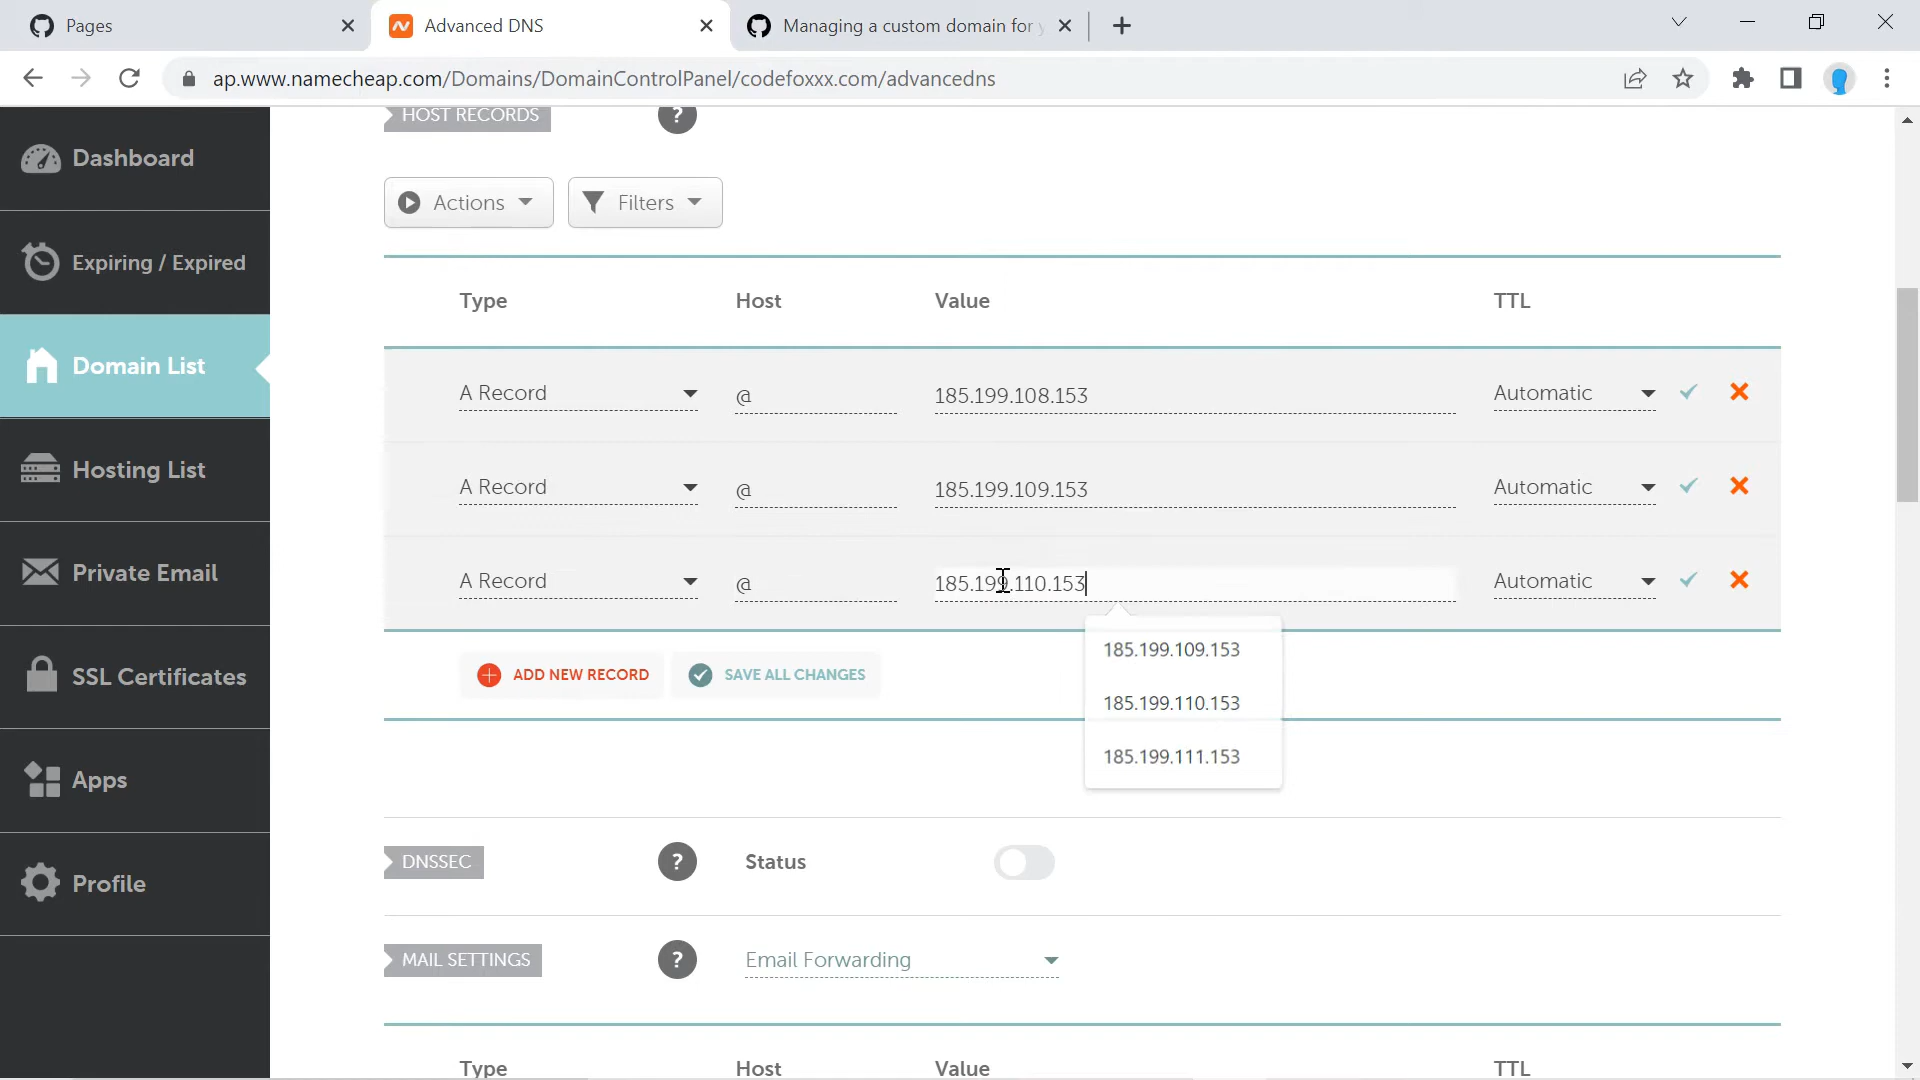 Pages
Advanced DNS
Managing a custom domain for y
ap.www.namecheap.com/Domains/DomainControlPanel/codefoxxx.com/advancedns
Dashboard
Expiring / Expired
Domain List
Hosting List
Private Email
SSL Certificates
Apps
Profile
HOST RECORDS ?
Actions Filters
Type Host Value TTL
A Record @ 185.199.108.153 Automatic
A Record @ 185.199.109.153 Automatic
A Record @ 185.199.110.153 Automatic
185.199.109.153
185.199.110.153
185.199.111.153
ADD NEW RECORD SAVE ALL CHANGES
DNSSEC ? Status
MAIL SETTINGS ? Email Forwarding
Type Host Value TTL